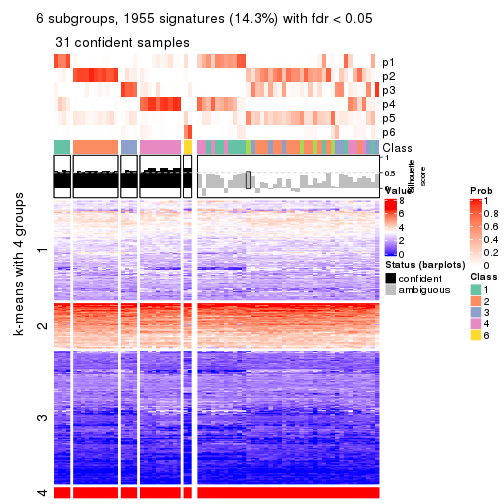 6 subgroups, 1955 signatures (14.3%) with fdr < 0.05
31 confident samples
p1
p2
p3
p4
p5
p6
Class
1
0.5
0
Silhouette
score
k-means with 4 groups
1
2
3
4
Value
8
6
4
2
0
Status (barplots)
confident
ambiguous
Prob
1
0.8
0.6
0.4
0.2
0
Class
1
2
3
4
6